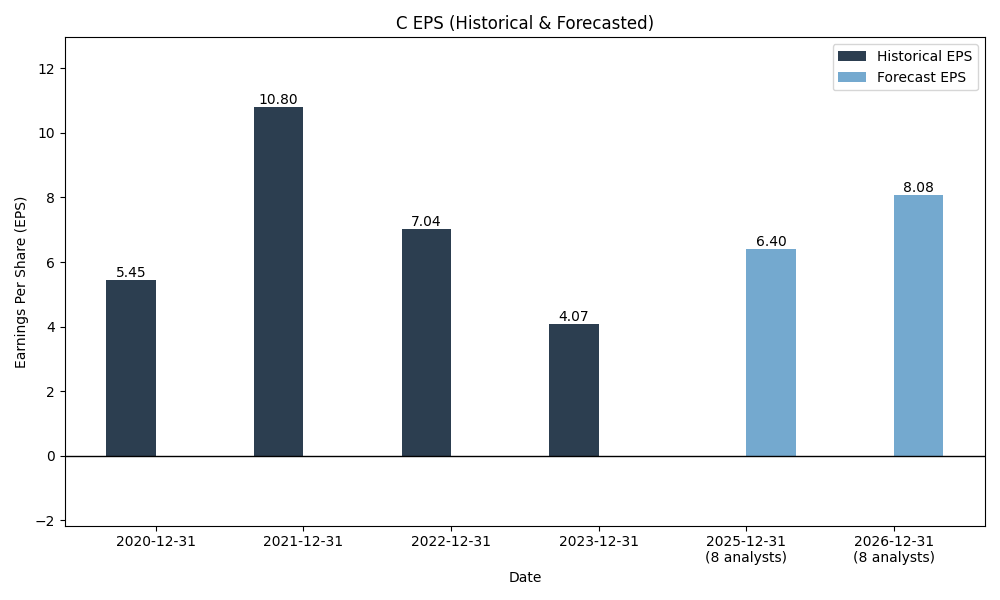 C EPS (Historical & Forecasted)
Historical EPS
Forecast EPS
Earnings Per Share (EPS)
12
10
8
6
4
2
0
−2
5.45
10.80
7.04
4.07
6.40
8.08
2020-12-31
2021-12-31
2022-12-31
2023-12-31
2025-12-31
(8 analysts)
2026-12-31
(8 analysts)
Date